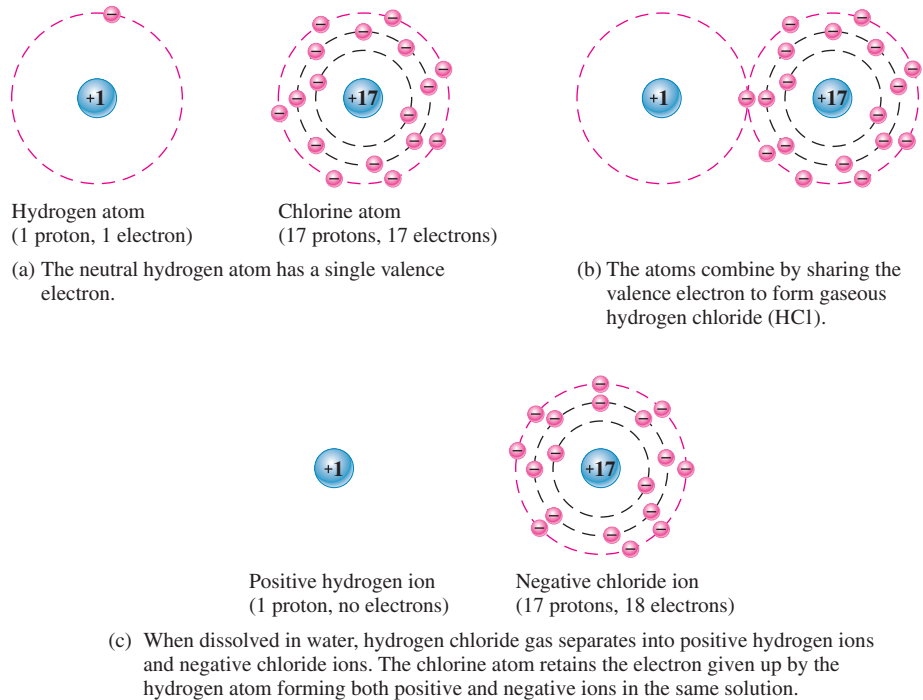 +1
+17
+1
+17
Hydrogen atom
(1 proton, 1 electron)
Chlorine atom
(17 protons, 17 electrons)
(a) The neutral hydrogen atom has a single valence
electron.
(b) The atoms combine by sharing the
valence electron to form gaseous
hydrogen chloride (HCl).
+1
+17
Positive hydrogen ion
(1 proton, no electrons)
Negative chloride ion
(17 protons, 18 electrons)
(c) When dissolved in water, hydrogen chloride gas separates into positive hydrogen ions
and negative chloride ions. The chlorine atom retains the electron given up by the
hydrogen atom forming both positive and negative ions in the same solution.